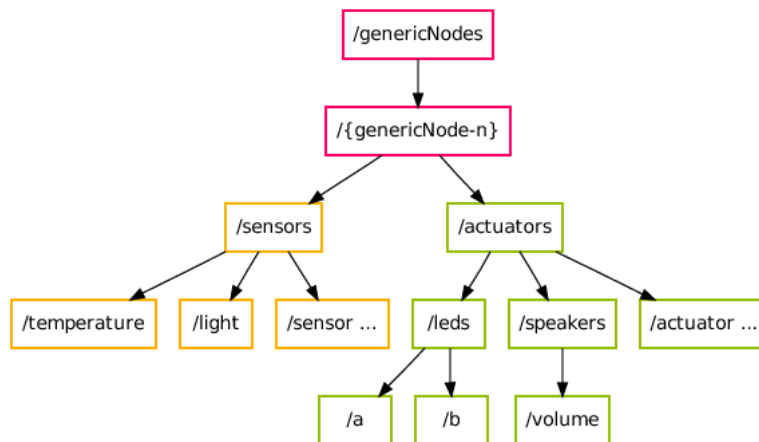 /genericNodes
/{genericNode-n}
/sensors
/actuators
/temperature
/light
/sensor ...
/leds
/speakers
/actuator ...
/a
/b
/volume